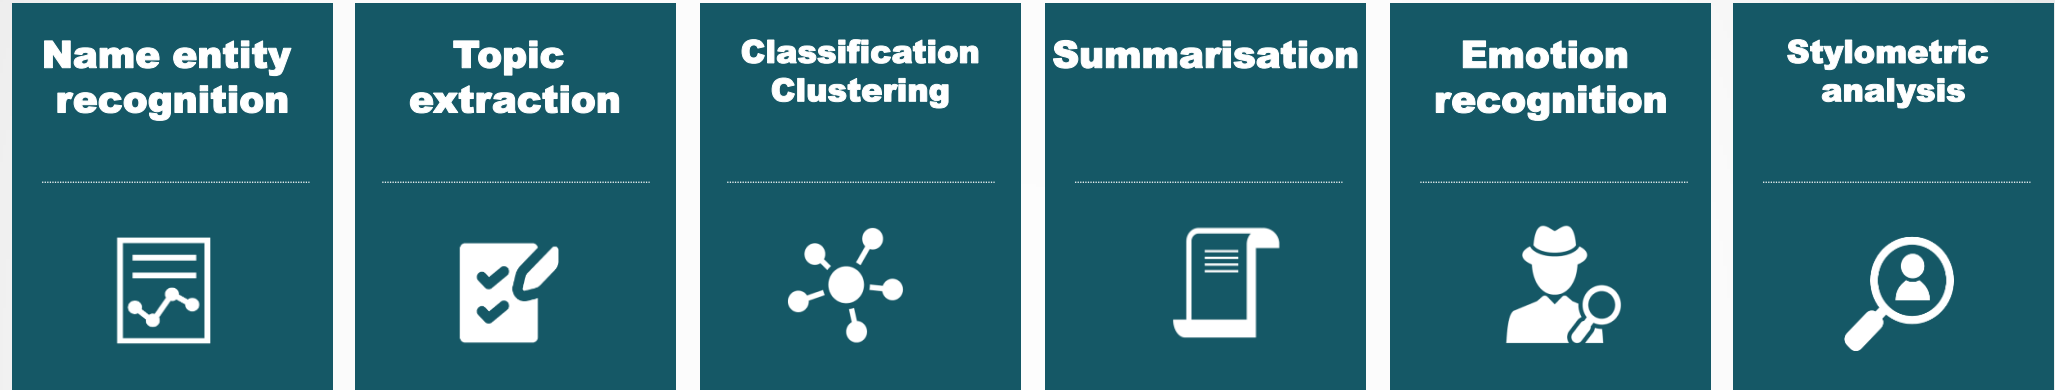 Name entity
recognition
Topic
extraction
Classification
Clustering
Summarisation
Emotion
recognition
Stylometric
analysis